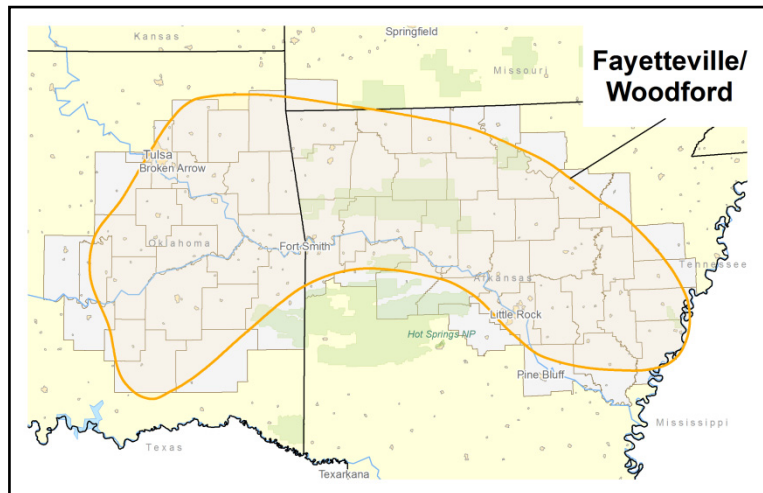 Kansas
Springfield
Missouri
Fayetteville/
Woodford
Tulsa
Broken Arrow
Oklahoma
Fort Smith
Tennessee
Arkansas
Little Rock
Hot Springs NP
Pine Bluff
Mississippi
Texas
Texarkana